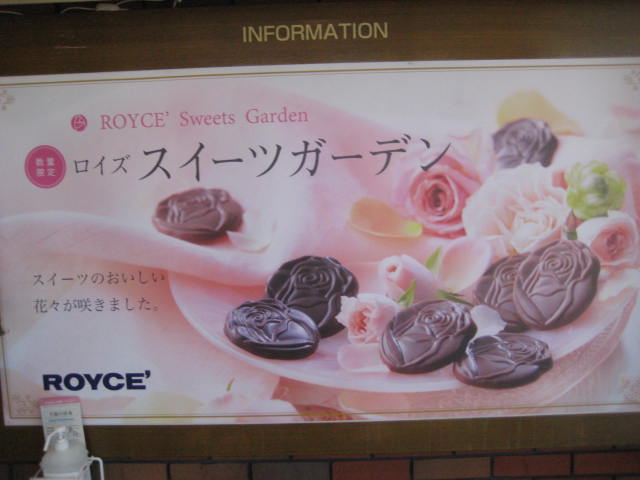 INFORMATION
ROYCE' Sweets Garden
数量
限定
ロイズ スイーツガーデン
スイーツのおいしい
花々が咲きました。
ROYCE'